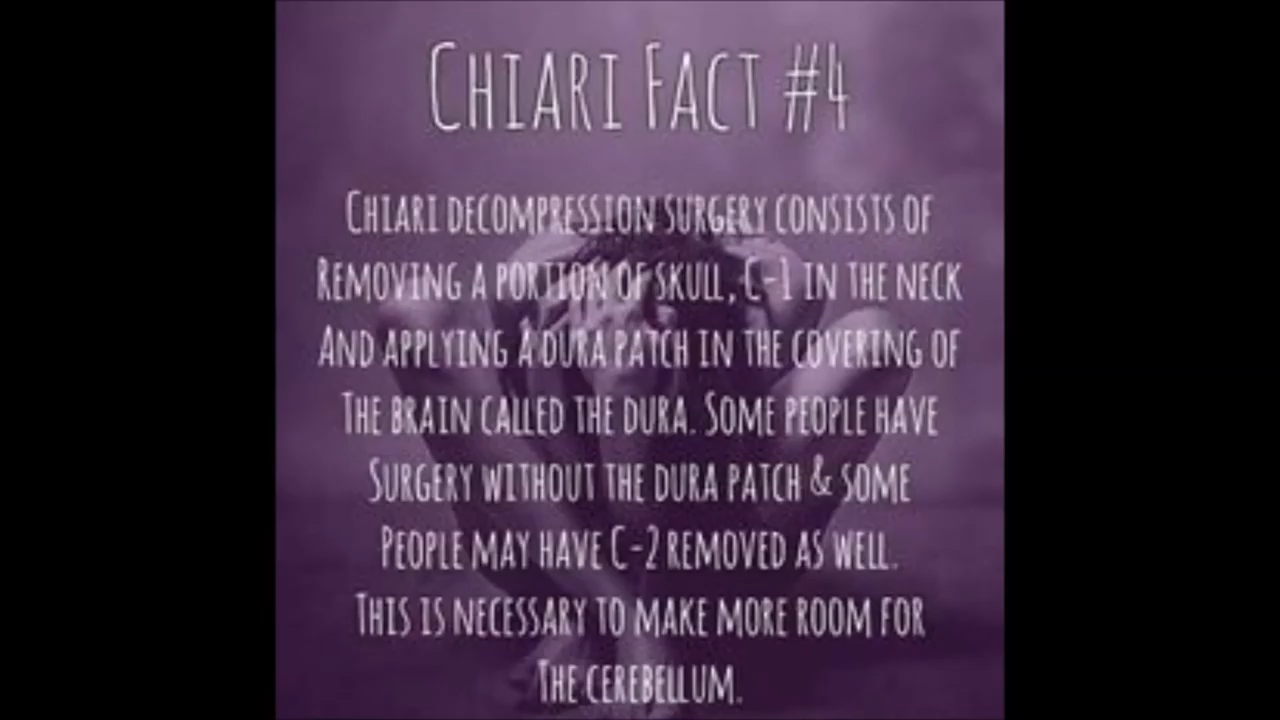 CHIARI FACT #4
CHIARI DECOMPRESSION SURGERY CONSISTS OF
REMOVING A PORTION OF SKULL, C-1 IN THE NECK
AND APPLYING A DURA PATCH IN THE COVERING OF
THE BRAIN CALLED THE DURA. SOME PEOPLE HAVE
SURGERY WITHOUT THE DURA PATCH & SOME
PEOPLE MAY HAVE C-2 REMOVED AS WELL.
THIS IS NECESSARY TO MAKE MORE ROOM FOR
THE CEREBELLUM.